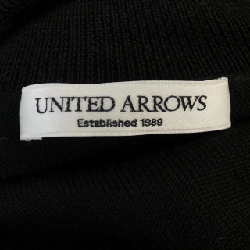 UNITED ARROWS
Established 1989